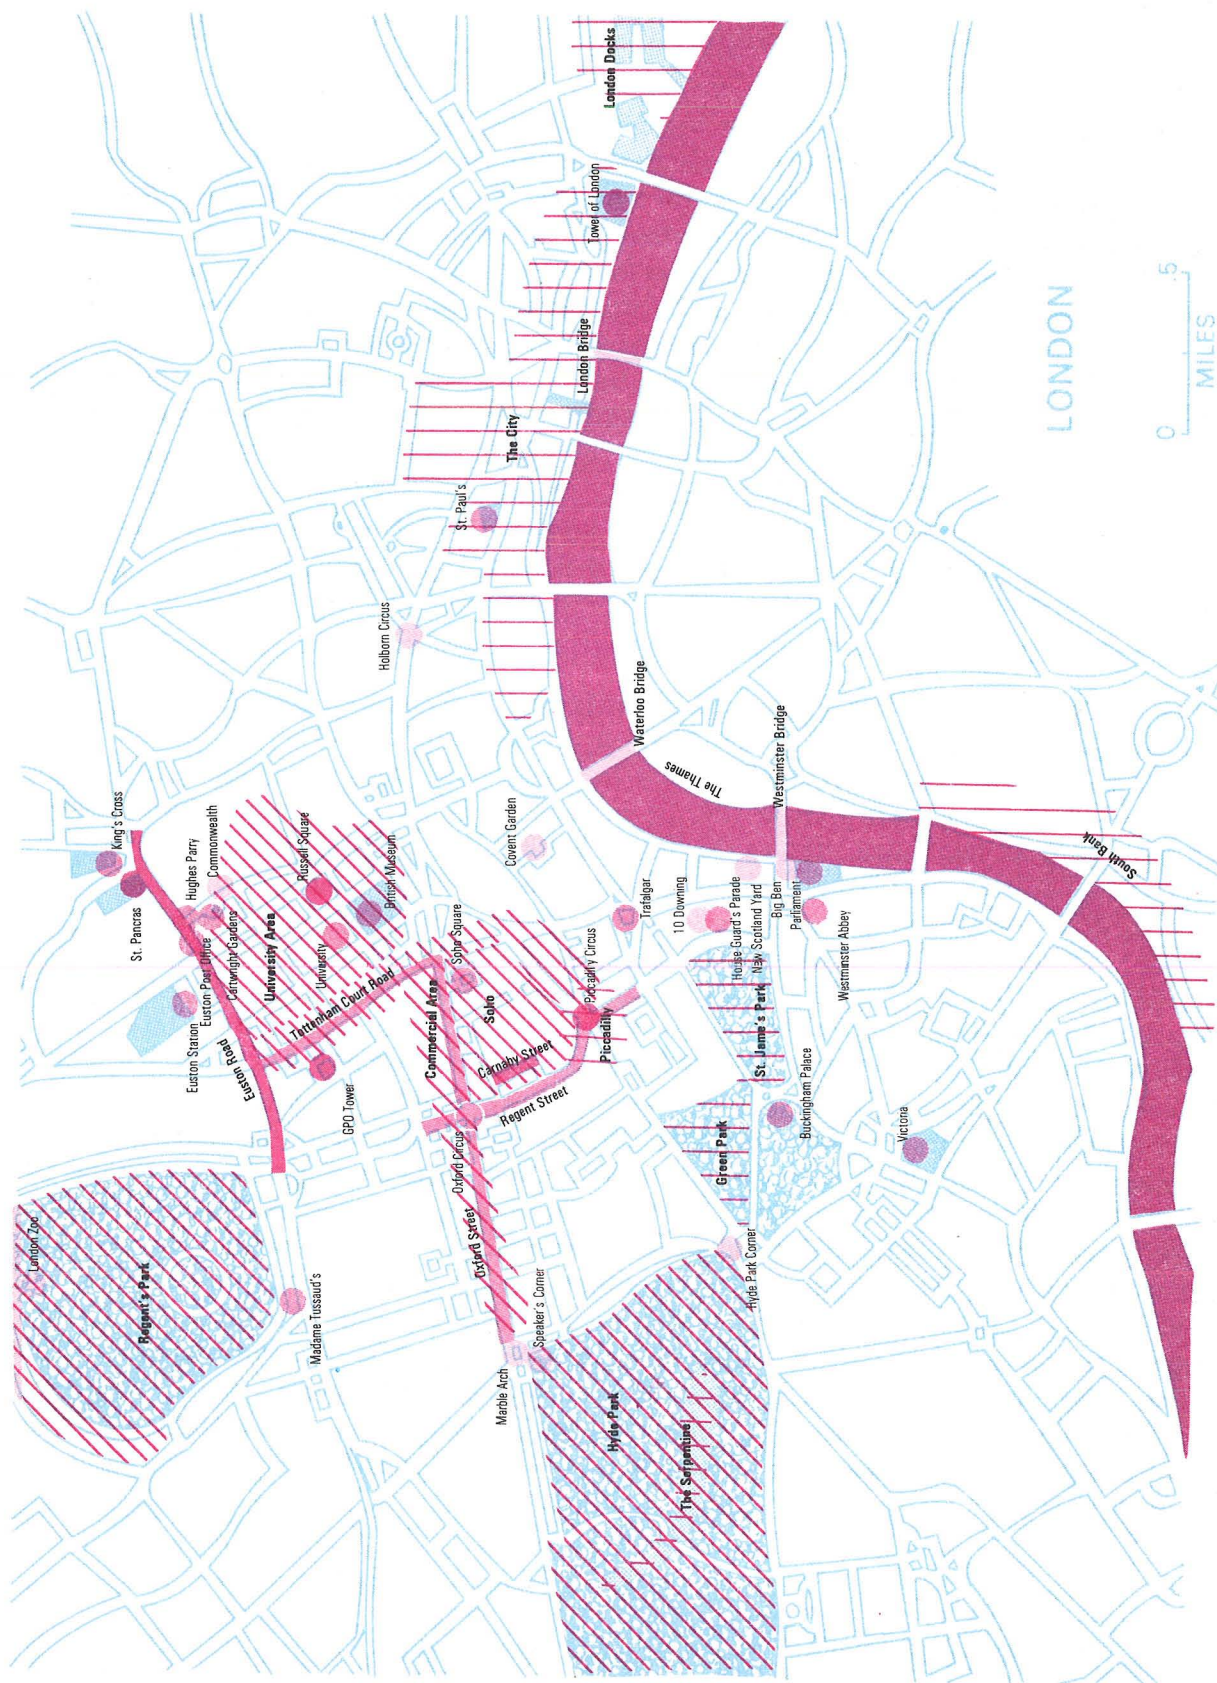 London Zoo
Regent's Park
Madame Tussaud's
King's Cross
St. Pancras
Hughes Parry
Commonwealth
Euston Post Office
Cartwright Gardens
Euston Station
Euston Road
University Area
Russell Square
British Museum
University
Tottenham Court Road
GPO Tower
Commercial Area
Soho Square
Soho
Carnaby Street
Regent Street
Oxford Circus
Oxford Street
Piccadilly Circus
Piccadilly
Marble Arch
Speaker's Corner
Hyde Park
The Serpentine
Hyde Park Corner
Green Park
St. Jame's Park
Buckingham Palace
Victoria
Covent Garden
Trafalgar
10 Downing
House Guard's Parade
New Scotland Yard
Big Ben
Parliament
Westminster Abbey
Westminster Bridge
The Thames
Waterloo Bridge
South Bank
Holborn Circus
St. Paul's
The City
London Bridge
Tower of London
London Docks
LONDON
0 .5
MILES